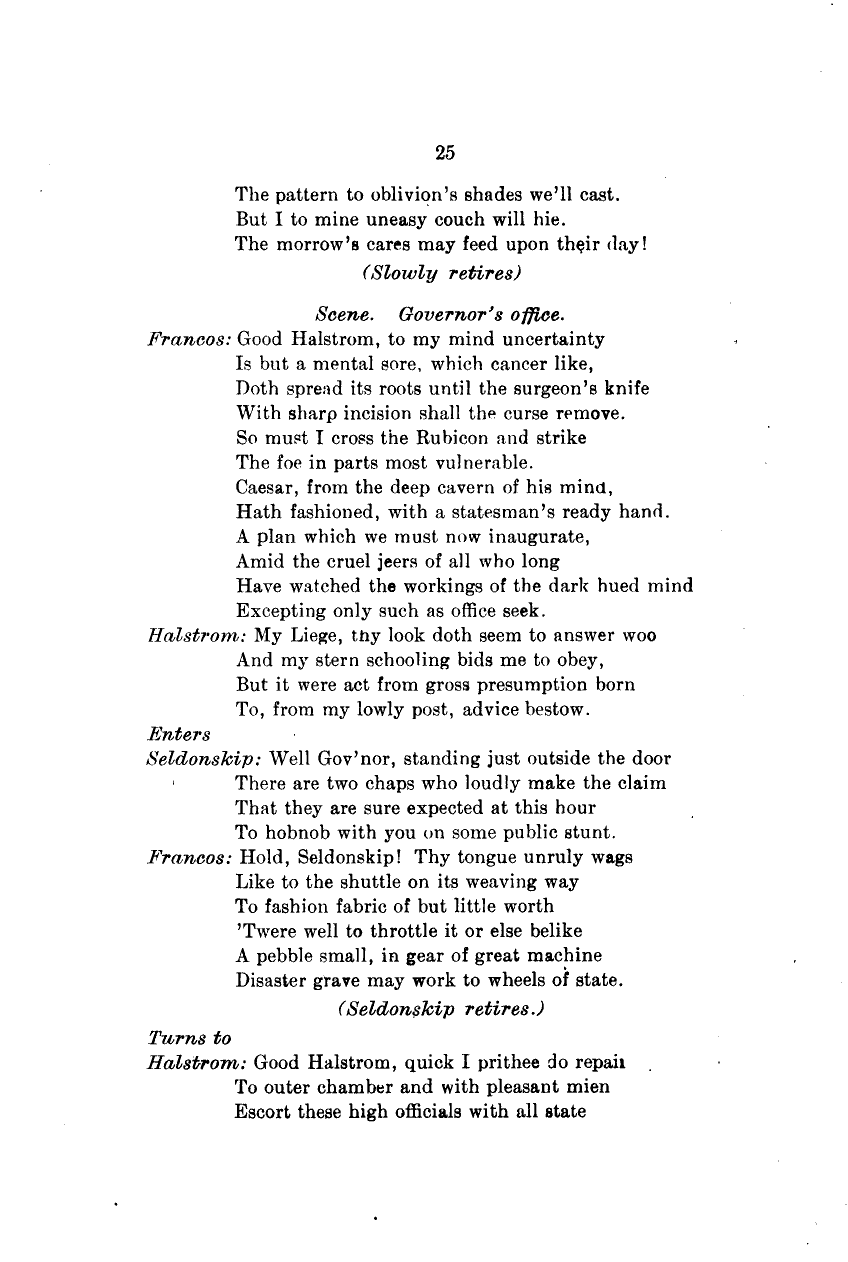 25
The pattern to oblivion's shades we'll cast.
But I to mine uneasy couch will hie.
The morrow's cares may feed upon their day!
(Slowly retires)
Scene. Governor's office.
Francos: Good Halstrom, to my mind uncertainty
Is but a mental sore, which cancer like,
Doth spread its roots until the surgeon's knife
With sharp incision shall the curse remove.
So must I cross the Rubicon and strike
The foe in parts most vulnerable.
Caesar, from the deep cavern of his mind,
Hath fashioned, with a statesman's ready hand.
A plan which we must now inaugurate,
Amid the cruel jeers of all who long
Have watched the workings of the dark hued mind
Excepting only such as office seek.
Halstrom: My Liege, thy look doth seem to answer woo
And my stern schooling bids me to obey,
But it were act from gross presumption born
To, from my lowly post, advice bestow.
Enters
Seldonskip: Well Gov'nor, standing just outside the door
There are two chaps who loudly make the claim
That they are sure expected at this hour
To hobnob with you on some public stunt.
Francos: Hold, Seldonskip! Thy tongue unruly wags
Like to the shuttle on its weaving way
To fashion fabric of but little worth
'Twere well to throttle it or else belike
A pebble small, in gear of great machine
Disaster grave may work to wheels of state.
(Seldonskip retires.)
Turns to
Halstrom: Good Halstrom, quick I prithee do repair
To outer chamber and with pleasant mien
Escort these high officials with all state